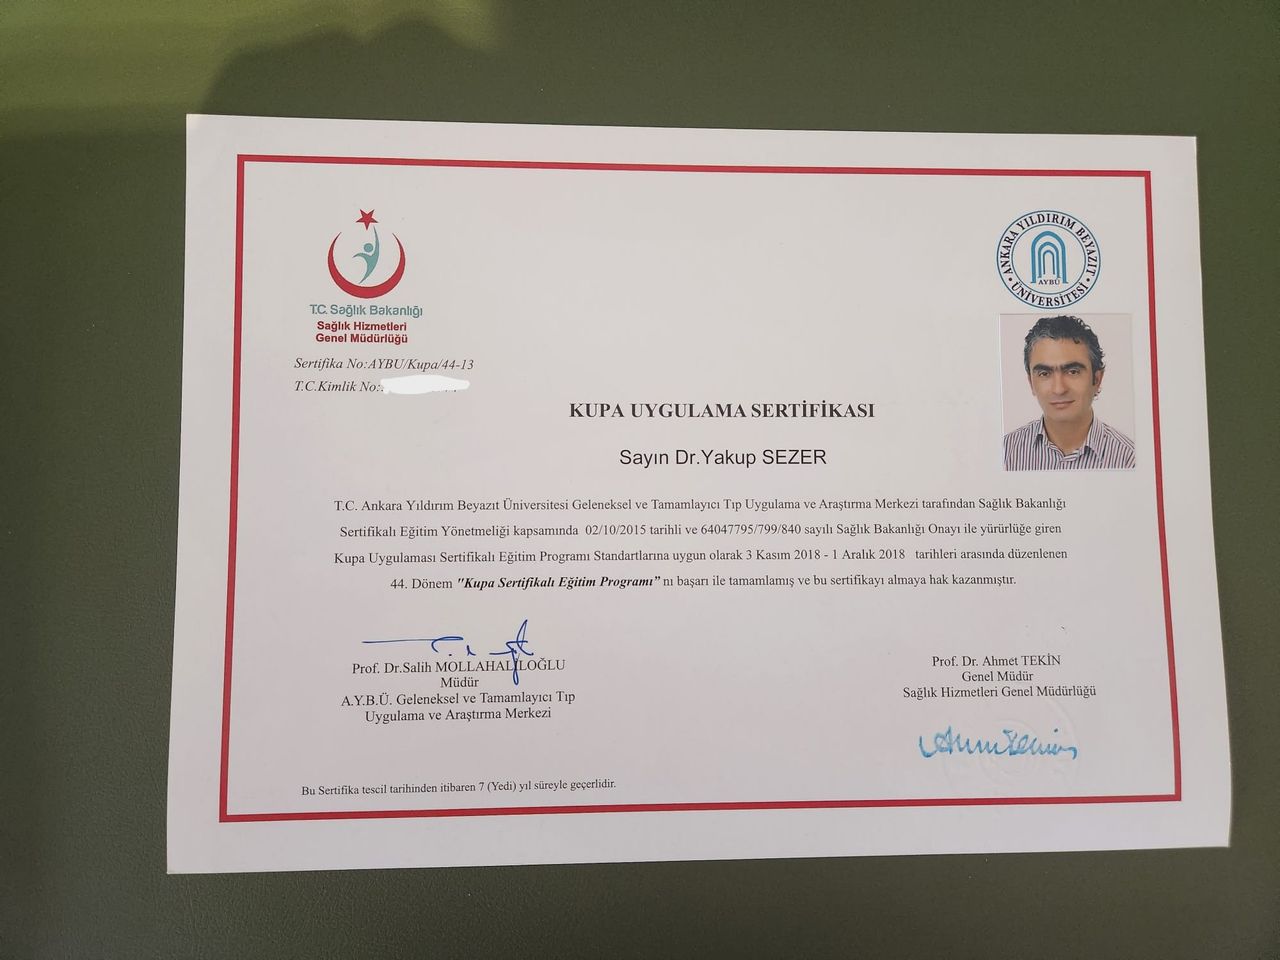 T.C. Sağlık Bakanlığı
Sağlık Hizmetleri
Genel Müdürlüğü
ANKARA YILDIRIM BEYAZIT
ÜNİVERSİTESİ
AYBÜ
Sertifika No:AYBU/Kupa/44-13
T.C.Kimlik No:
KUPA UYGULAMA SERTİFİKASI
Sayın Dr.Yakup SEZER
T.C. Ankara Yıldırım Beyazıt Üniversitesi Geleneksel ve Tamamlayıcı Tıp Uygulama ve Araştırma Merkezi tarafından Sağlık Bakanlığı
Sertifikalı Eğitim Yönetmeliği kapsamında 02/10/2015 tarihli ve 64047795/799/840 sayılı Sağlık Bakanlığı Onayı ile yürürlüğe giren
Kupa Uygulaması Sertifikalı Eğitim Programı Standartlarına uygun olarak 3 Kasım 2018 - 1 Aralık 2018 tarihleri arasında düzenlenen
44. Dönem "Kupa Sertifikalı Eğitim Programı" nı başarı ile tamamlamış ve bu sertifikayı almaya hak kazanmıştır.
Prof. Dr.Salih MOLLAHALİLOĞLU
Müdür
A.Y.B.Ü. Geleneksel ve Tamamlayıcı Tıp
Uygulama ve Araştırma Merkezi
Prof. Dr. Ahmet TEKİN
Genel Müdür
Sağlık Hizmetleri Genel Müdürlüğü
Bu Sertifika tescil tarihinden itibaren 7 (Yedi) yıl süreyle geçerlidir.